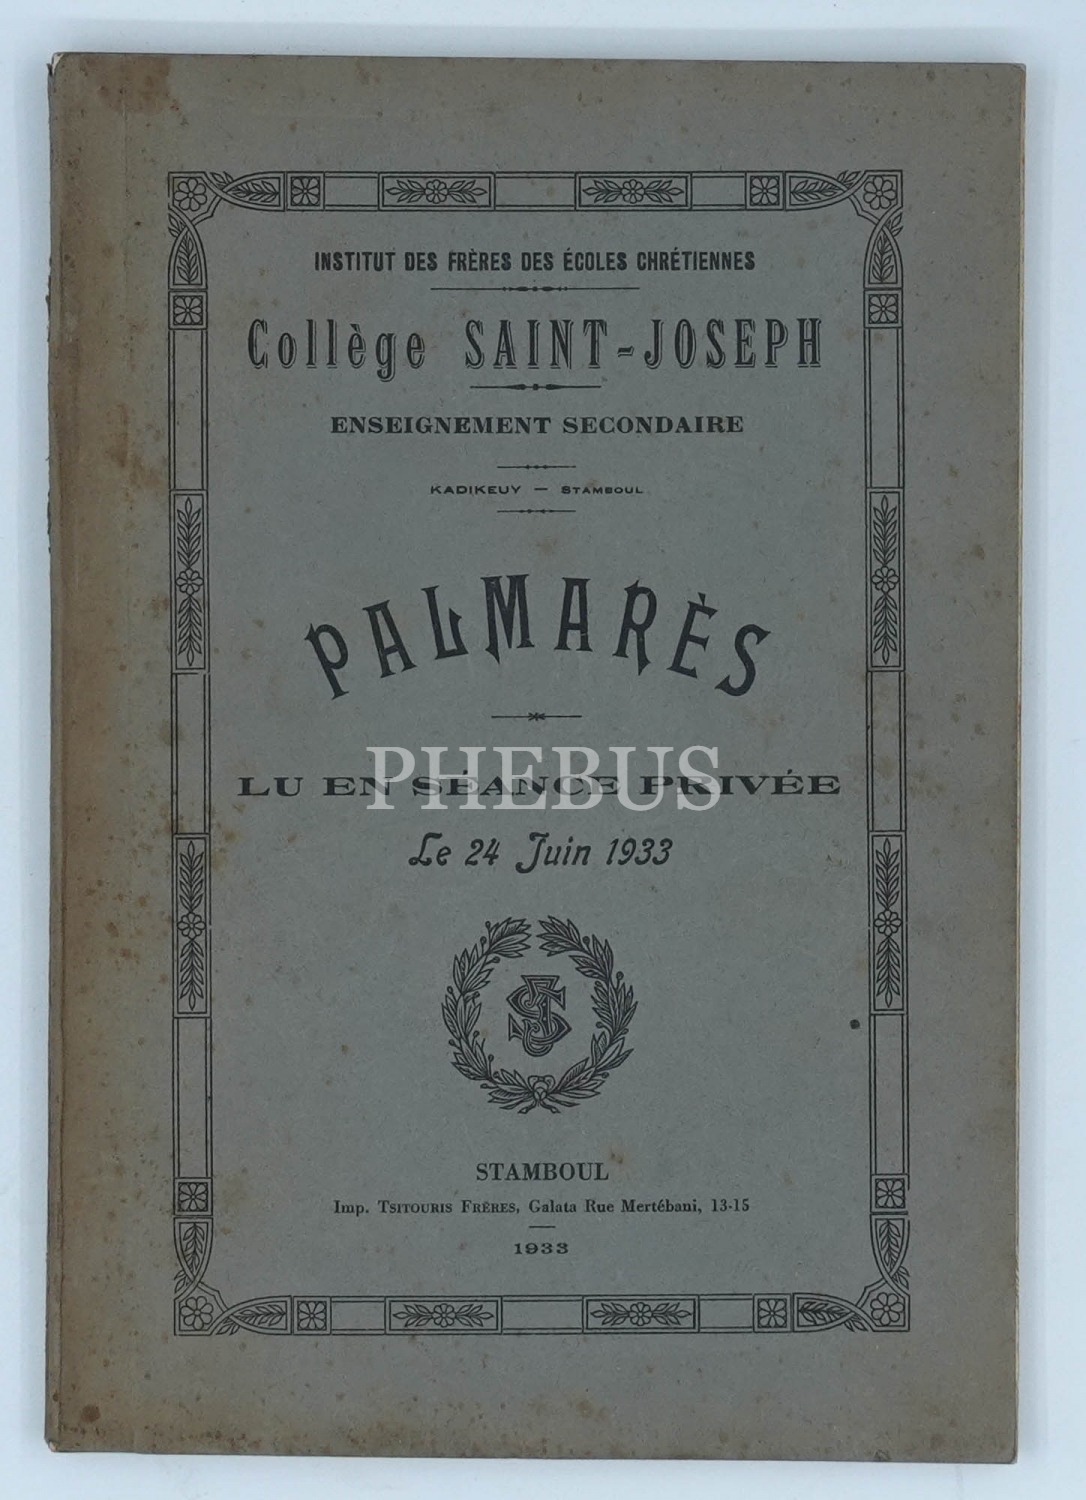 INSTITUT DES FRÈRES DES ÉCOLES CHRÉTIENNES
Collège SAINT-JOSEPH
ENSEIGNEMENT SECONDAIRE
KADIKEUY — STAMBOUL
PALMARÈS
LU EN SÉANCE PRIVÉE
PHEBUS
Le 24 Juin 1933
SJ
STAMBOUL
Imp. TSITOURIS FRÈRES, Galata Rue Mertébani, 13-15
1933